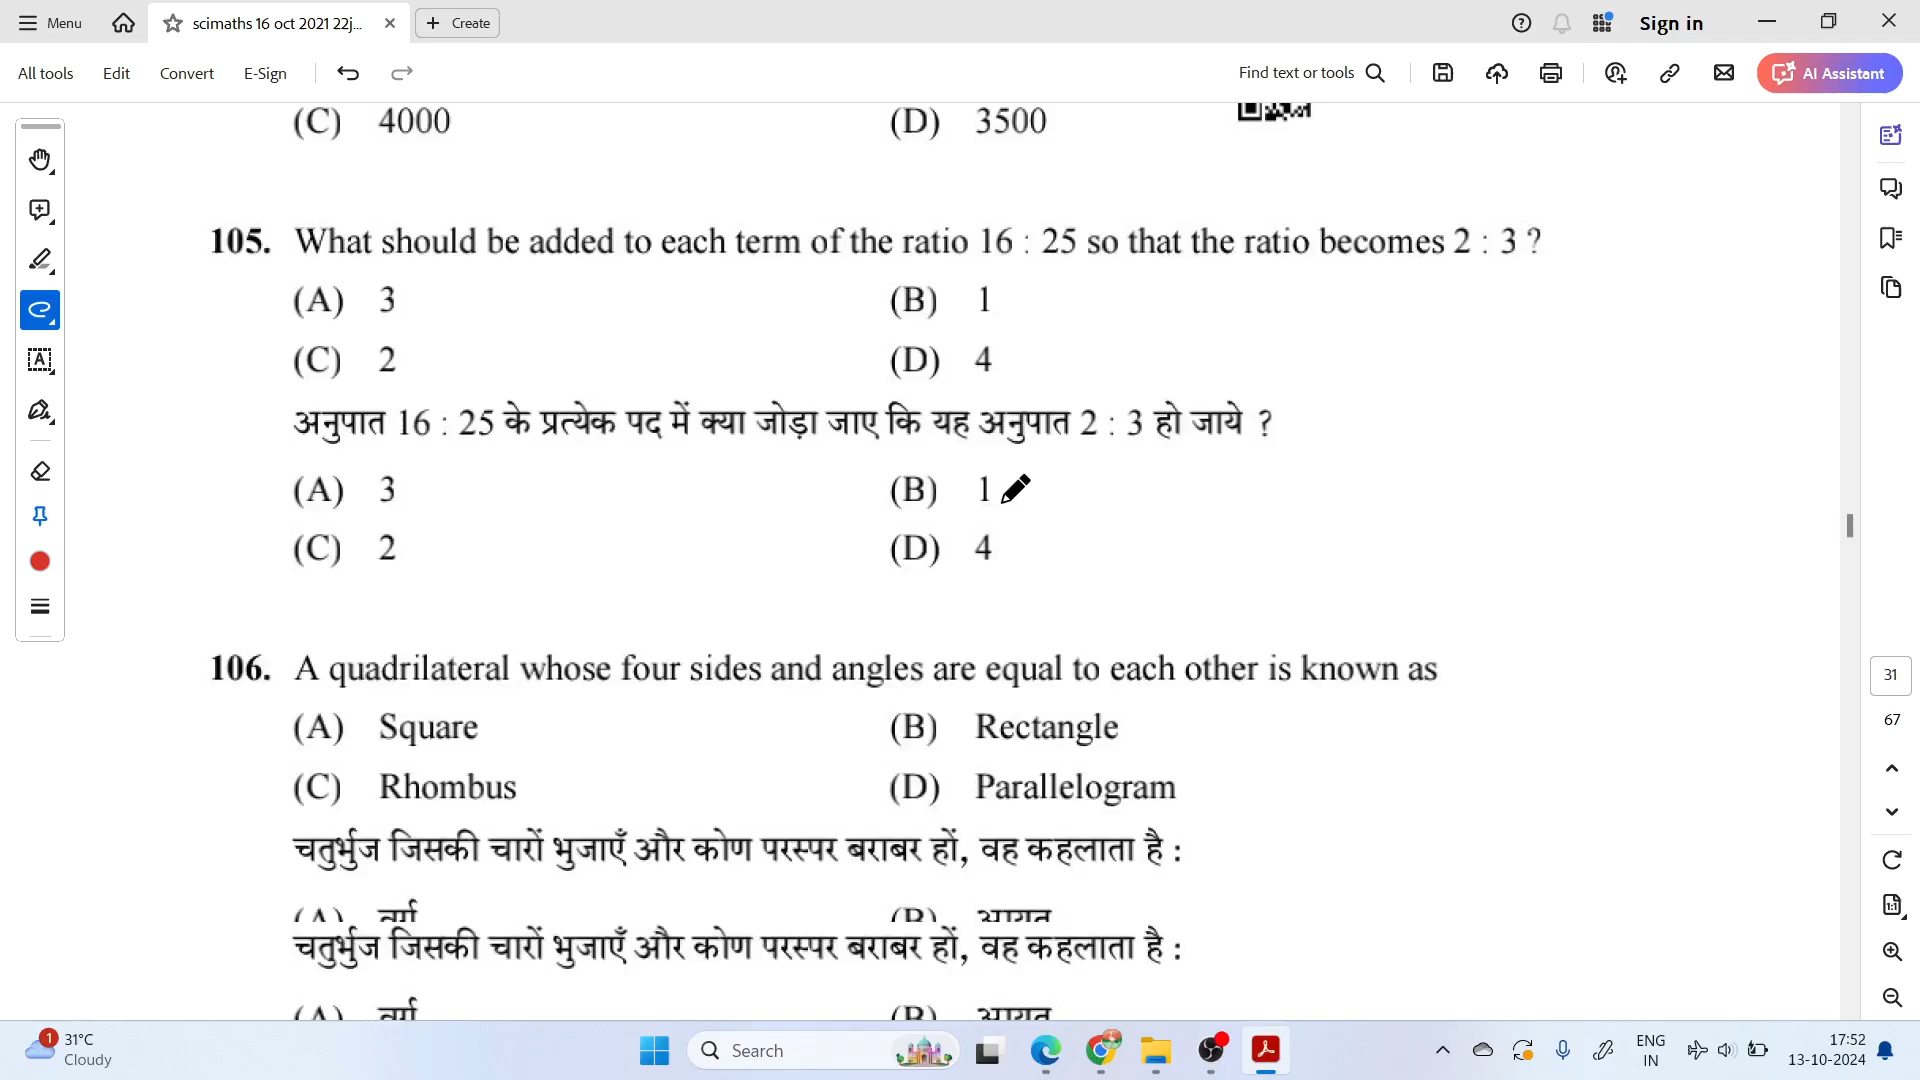 Menu
scimaths 16 oct 2021 22j...
Create
Sign in
All tools
Edit
Convert
E-Sign
Find text or tools
AI Assistant
(C) 4000 (D) 3500
105. What should be added to each term of the ratio 16 : 25 so that the ratio becomes 2 : 3 ?
(A) 3 (B) 1
(C) 2 (D) 4
अनुपात 16 : 25 के प्रत्येक पद में क्या जोड़ा जाए कि यह अनुपात 2 : 3 हो जाये ?
(A) 3 (B) 1
(C) 2 (D) 4
106. A quadrilateral whose four sides and angles are equal to each other is known as
(A) Square (B) Rectangle
(C) Rhombus (D) Parallelogram
चतुर्भुज जिसकी चारों भुजाएँ और कोण परस्पर बराबर हों, वह कहलाता है :
चतुर्भुज जिसकी चारों भुजाएँ और कोण परस्पर बराबर हों, वह कहलाता है :
31
67
1
31°C
Cloudy
Search
ENG
IN
17:52
13-10-2024